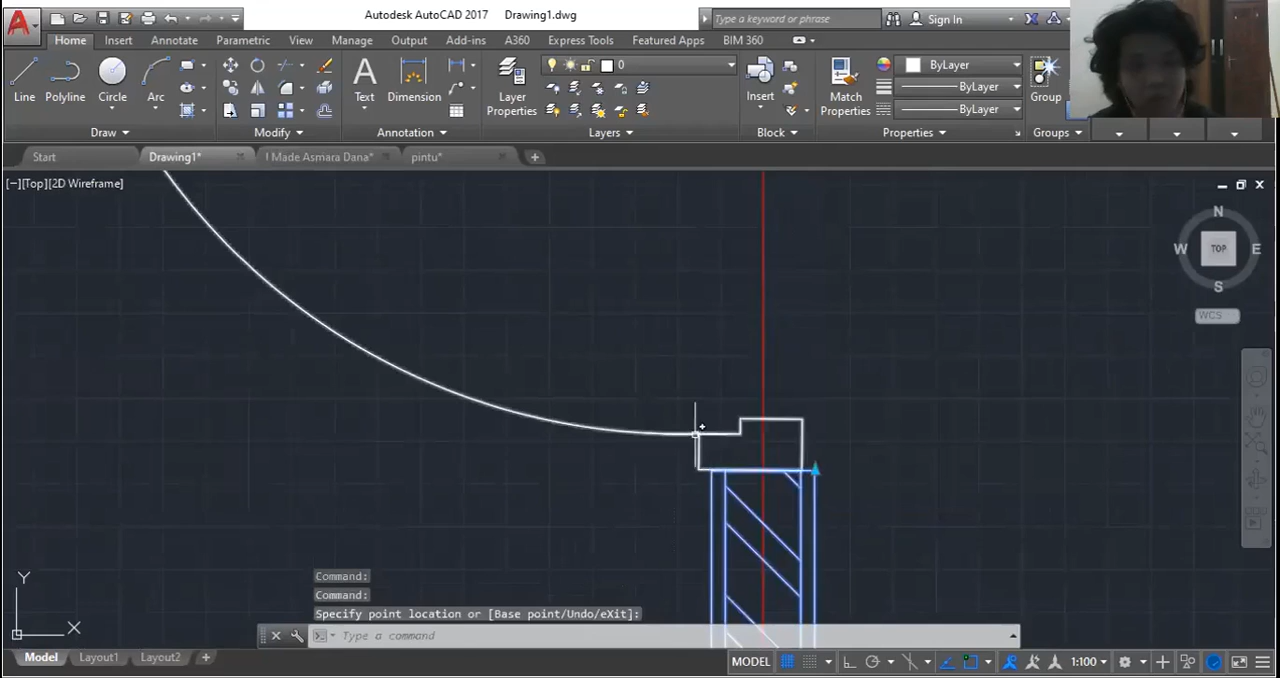 Autodesk AutoCAD 2017 Drawing1.dwg
Type a keyword or phrase
Sign In
Home Insert Annotate Parametric View Manage Output Add-ins A360 Express Tools Featured Apps BIM 360
Line Polyline Circle Arc
Text Dimension
Layer Properties
0
Insert
Match Properties
ByLayer
ByLayer
ByLayer
Group
Draw Modify Annotation Layers Block Properties Groups
Start Drawing1* I Made Asmara Dana* pintu*
[−][Top][2D Wireframe]
N
W TOP E
S
WCS
Y
X
Command:
Command:
Specify point location or [Base point/Undo/eXit]:
Type a command
Model Layout1 Layout2 +
MODEL 1:100